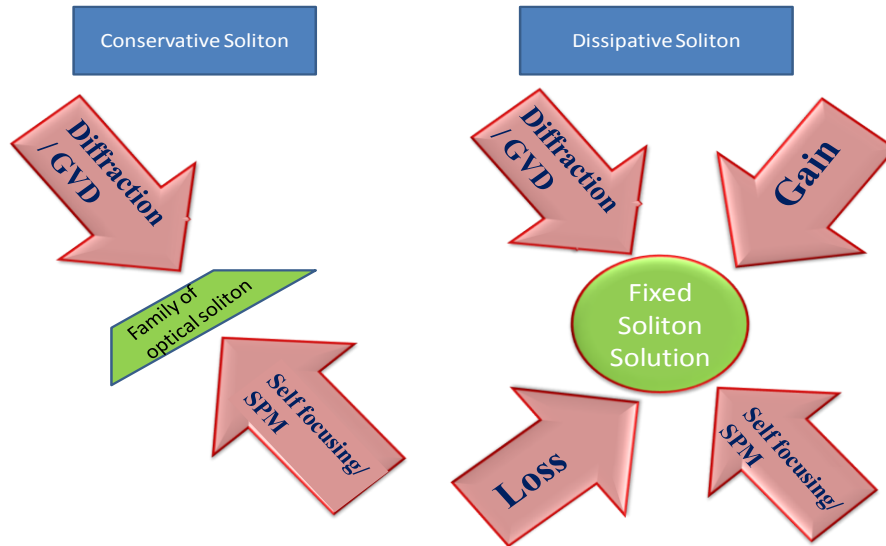 Conservative Soliton
Diffraction
/ GVD
Family of
optical soliton
Self focusing/
SPM
Dissipative Soliton
Diffraction
/ GVD
Gain
Fixed
Soliton
Solution
Loss
Self focusing/
SPM